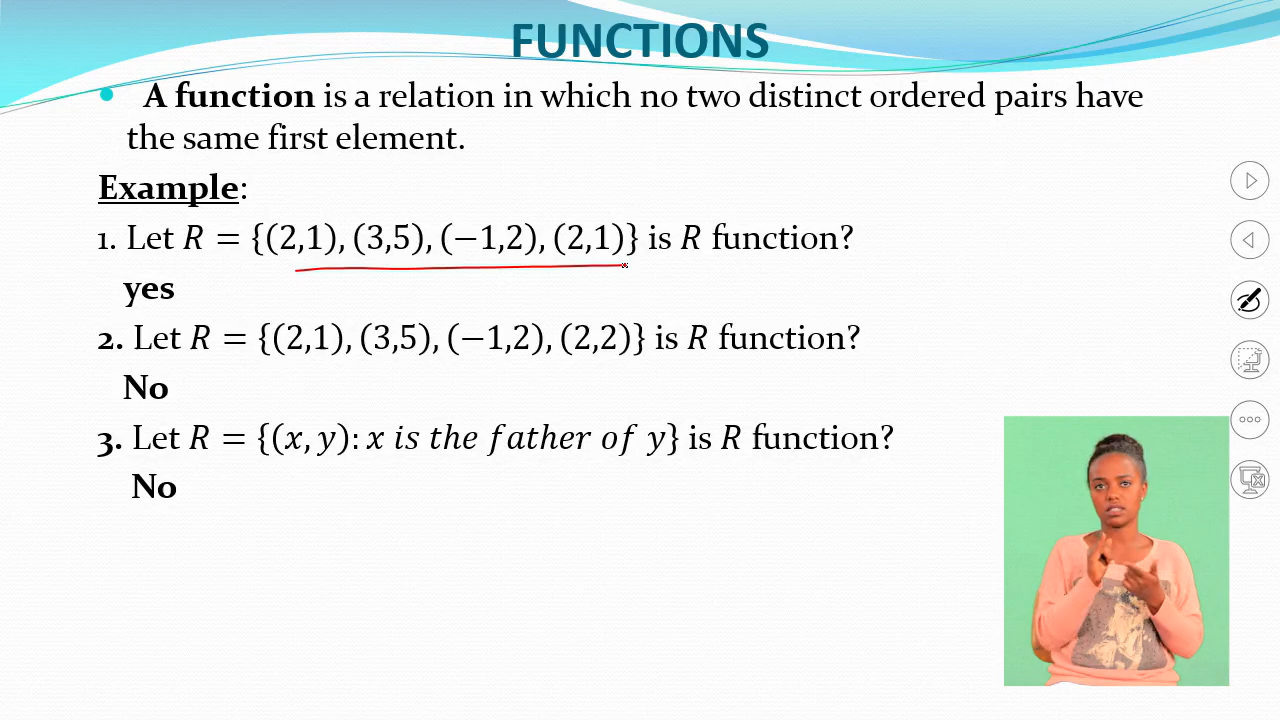 FUNCTIONS
• A function is a relation in which no two distinct ordered pairs have
the same first element.
Example:
1. Let R = {(2,1), (3,5), (−1,2), (2,1)} is R function?
yes
2. Let R = {(2,1), (3,5), (−1,2), (2,2)} is R function?
No
3. Let R = {(x, y): x is the father of y} is R function?
No